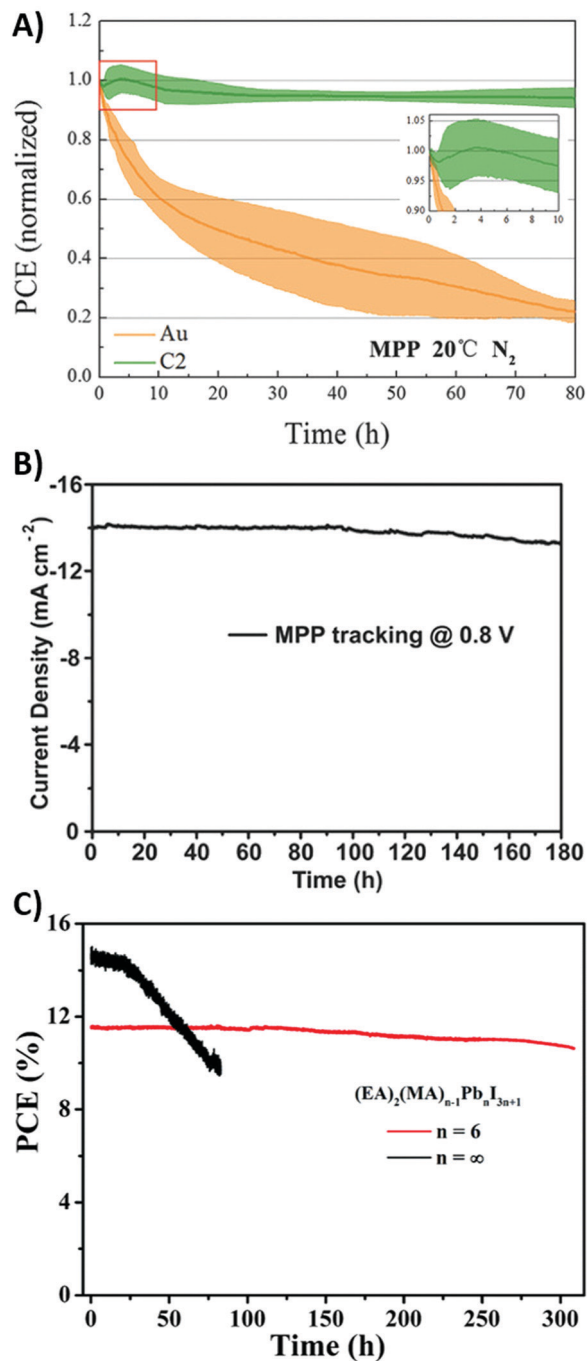 A)
PCE (normalized)
1.2
1.0
0.8
0.6
0.4
0.2
0.0
1.05
1.00
0.95
0.90
0 2 4 6 8 10
Au
C2
MPP 20℃ N₂
0 10 20 30 40 50 60 70 80
Time (h)
B)
Current Density (mA cm⁻²)
-16
-12
-8
-4
0
MPP tracking @ 0.8 V
0 20 40 60 80 100 120 140 160 180
Time (h)
C)
PCE (%)
16
12
8
4
0
(EA)₂(MA)ₙ₋₁PbₙI₃ₙ₊₁
n = 6
n = ∞
0 50 100 150 200 250 300
Time (h)